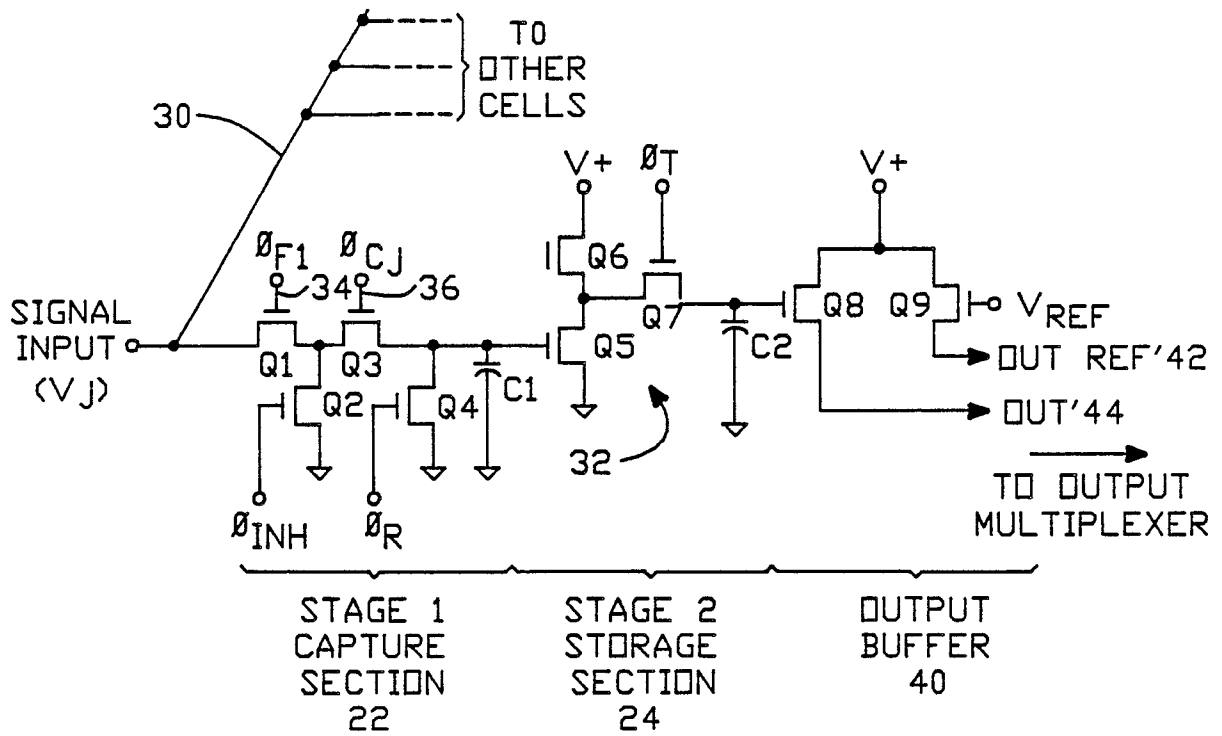 TO
OTHER
CELLS
30
V+
ØT
V+
ØF1
ØCJ
34
36
Q6
SIGNAL
INPUT
(VJ)
Q1
Q3
Q5
Q7
C2
Q8
Q9
VREF
Q2
Q4
C1
OUT REF'42
OUT'44
32
TO OUTPUT
MULTIPLEXER
ØINH
ØR
STAGE 1
CAPTURE
SECTION
22
STAGE 2
STORAGE
SECTION
24
OUTPUT
BUFFER
40